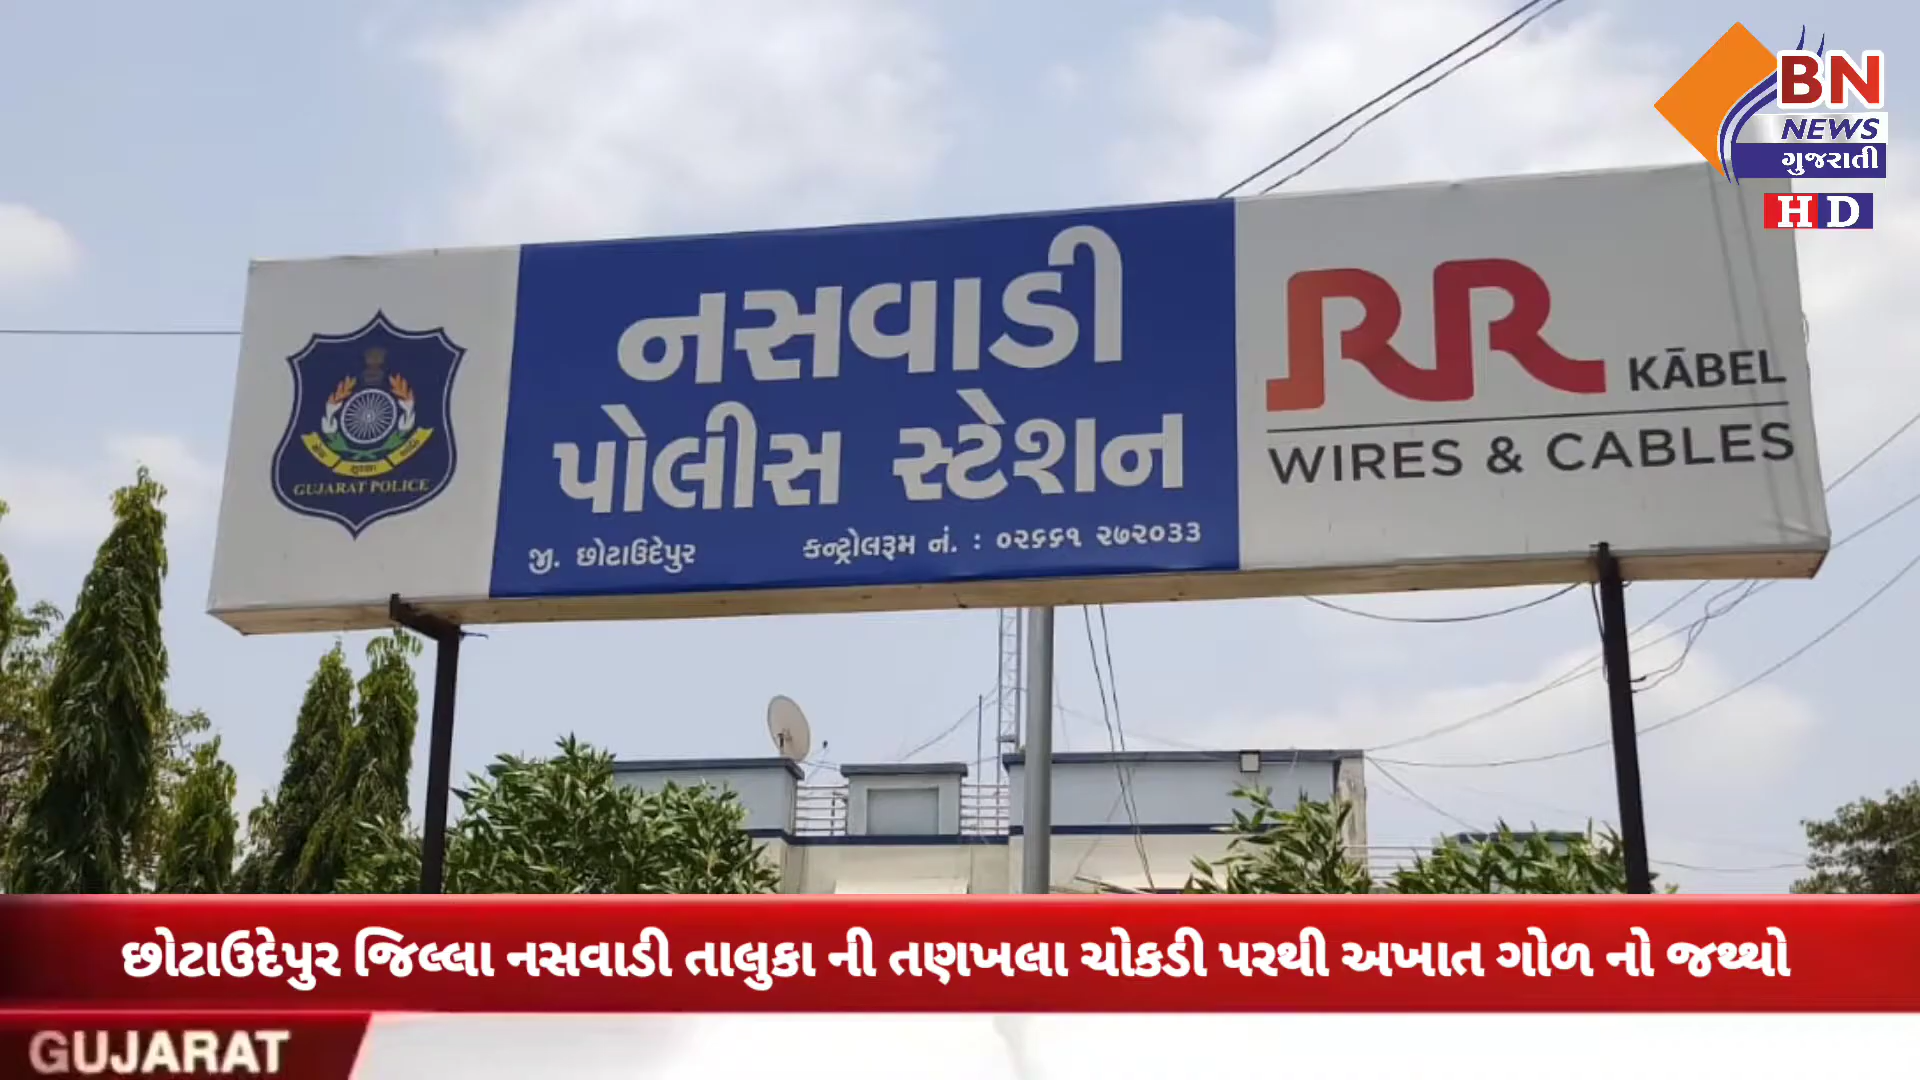 BN
NEWS
ગુજરાતી
HD
નસવાડી
પોલીસ સ્ટેશન
જી. છોટાઉદેપુર
કન્ટ્રોલરૂમ નં. : ૦૨૬૬૧ ૨૭૨૦૩૩
GUJARAT POLICE
RR KĀBEL
WIRES & CABLES
છોટાઉદેપુર જિલ્લા નસવાડી તાલુકા ની તણખલા ચોકડી પરથી અખાત ગોળ નો જથ્થો
GUJARAT